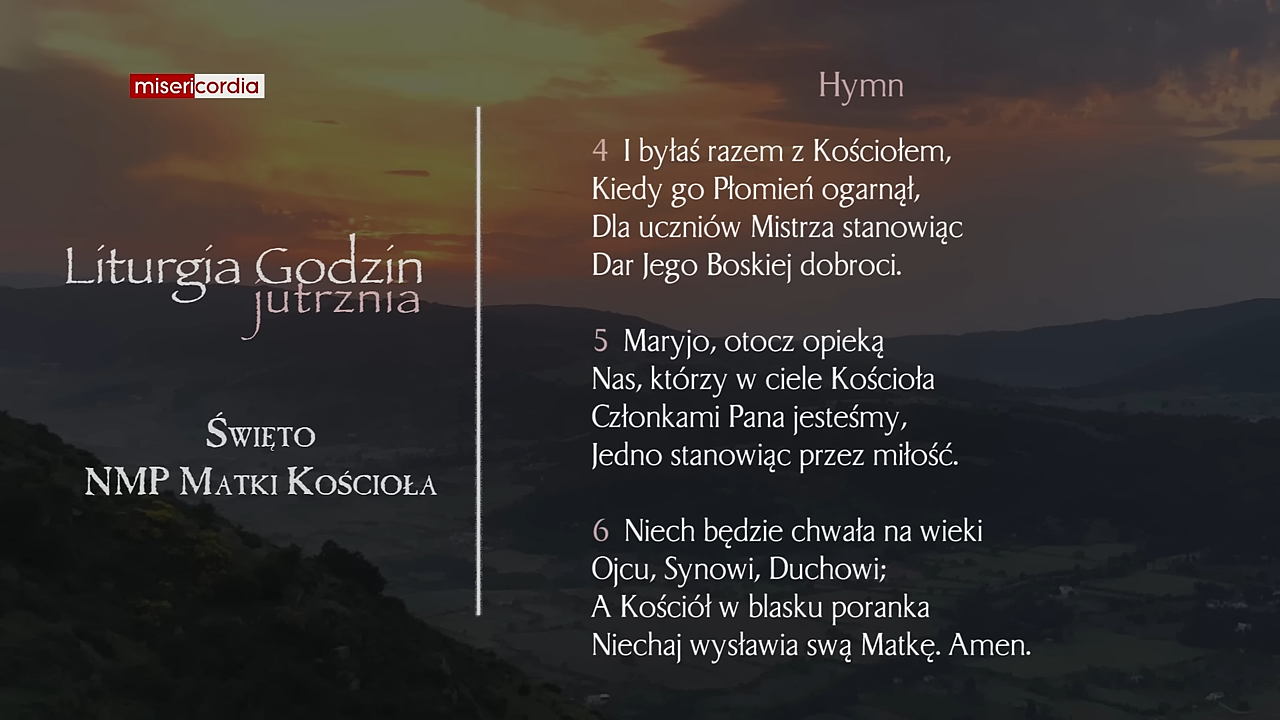 misericordia
Liturgia Godzin
jutrznia
Święto
NMP Matki Kościoła
Hymn
4 I byłaś razem z Kościołem,
Kiedy go Płomień ogarnął,
Dla uczniów Mistrza stanowiąc
Dar Jego Boskiej dobroci.
5 Maryjo, otocz opieką
Nas, którzy w ciele Kościoła
Członkami Pana jesteśmy,
Jedno stanowiąc przez miłość.
6 Niech będzie chwała na wieki
Ojcu, Synowi, Duchowi;
A Kościół w blasku poranka
Niechaj wysławia swą Matkę. Amen.